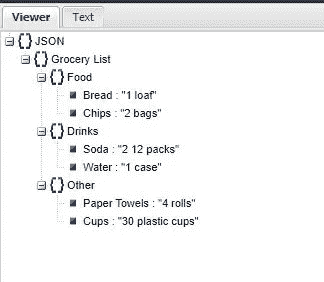 Viewer Text
JSON
Grocery List
Food
Bread : "1 loaf"
Chips : "2 bags"
Drinks
Soda : "2 12 packs"
Water : "1 case"
Other
Paper Towels : "4 rolls"
Cups : "30 plastic cups"